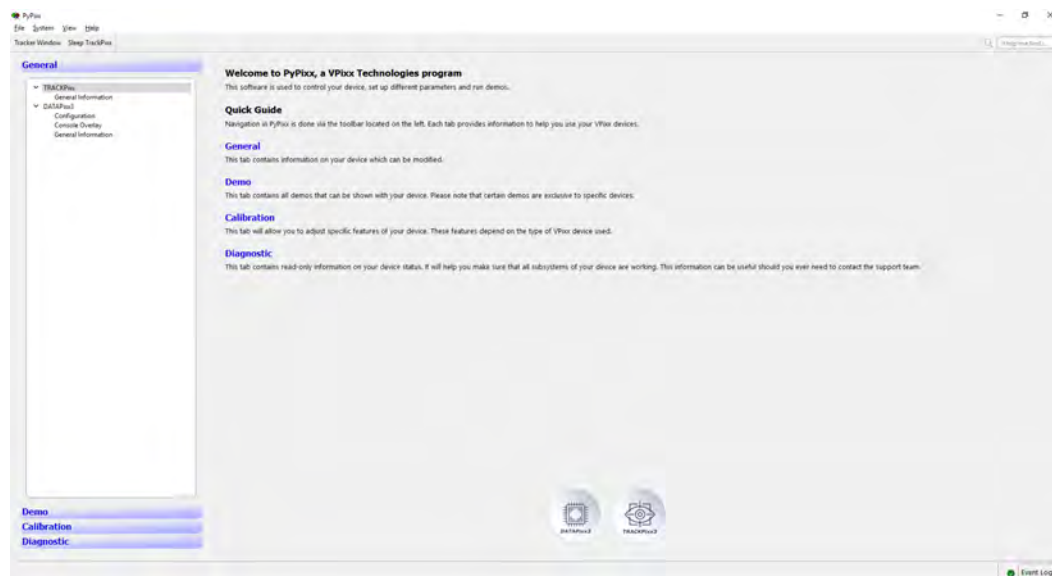 PyPixx
File System View Help
Tracker Window Sleep TrackPixx
General
TRACKPixx
General Information
DATAPixx3
Configuration
Console Overlay
General Information
Welcome to PyPixx, a VPixx Technologies program
This software is used to control your device, set up different parameters and run demos.
Quick Guide
Navigation in PyPixx is done via the toolbar located on the left. Each tab provides information to help you use your VPixx devices.
General
This tab contains information on your device which can be modified.
Demo
This tab contains all demos that can be shown with your device. Please note that certain demos are exclusive to specific devices.
Calibration
This tab will allow you to adjust specific features of your device. These features depend on the type of VPixx device used.
Diagnostic
This tab contains read-only information on your device status. It will help you make sure that all subsystems of your device are working. This information can be useful should you ever need to contact the support team.
DATAPixx3
TRACKPixx3
Demo
Calibration
Diagnostic
Event Log